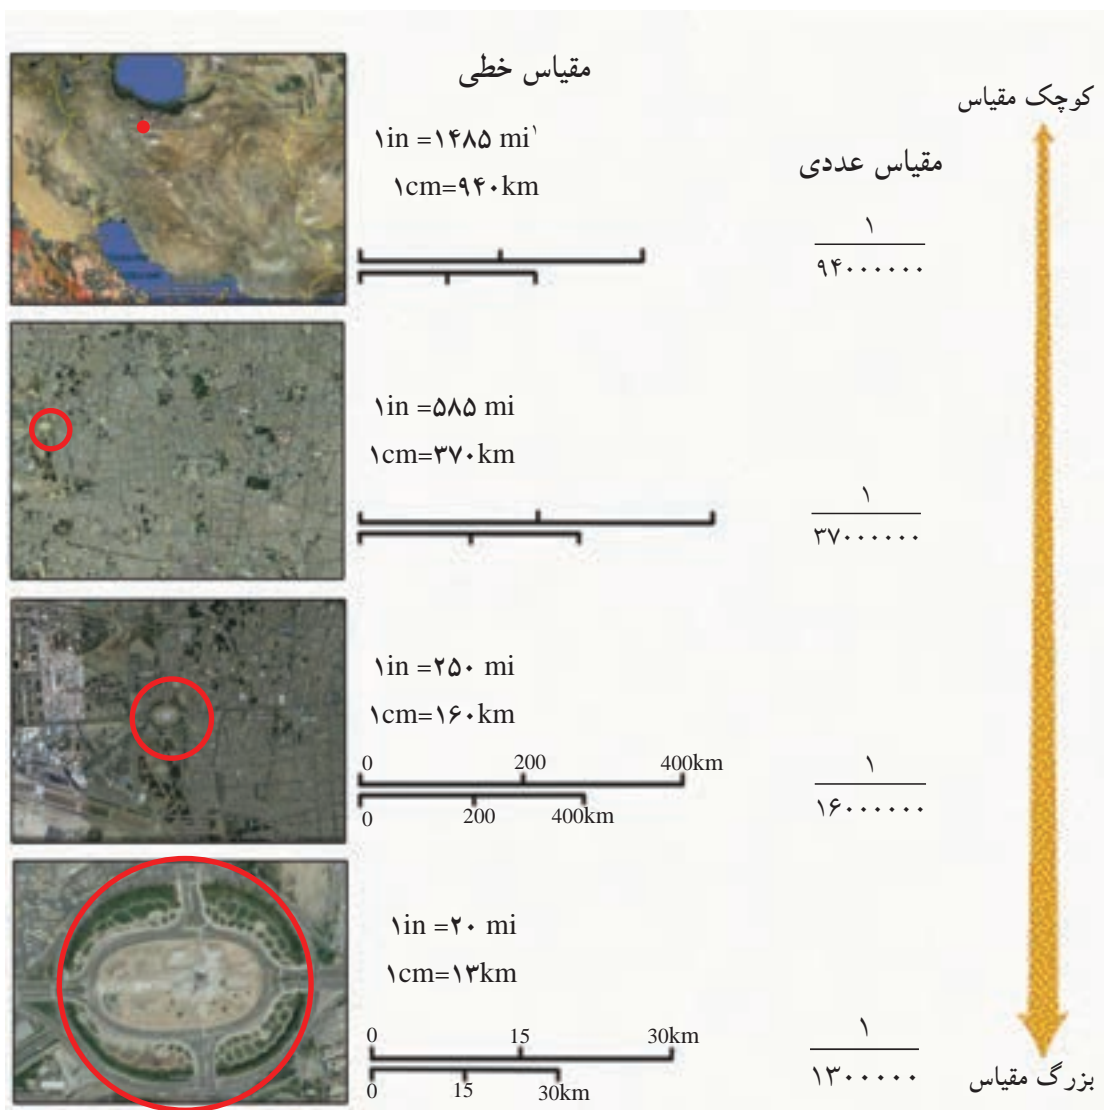 مقیاس خطی
کوچک مقیاس
مقیاس عددی
۱in =۱۴۸۵ mi۱
۱cm=۹۴۰km
۱
۹۴۰۰۰۰۰۰
۱in =۵۸۵ mi
۱cm=۳۷۰km
۱
۳۷۰۰۰۰۰۰
۱in =۲۵۰ mi
۱cm=۱۶۰km
0 200 400km
0 200 400km
۱
۱۶۰۰۰۰۰۰
۱in =۲۰ mi
۱cm=۱۳km
0 15 30km
0 15 30km
۱
۱۳۰۰۰۰۰
بزرگ مقیاس